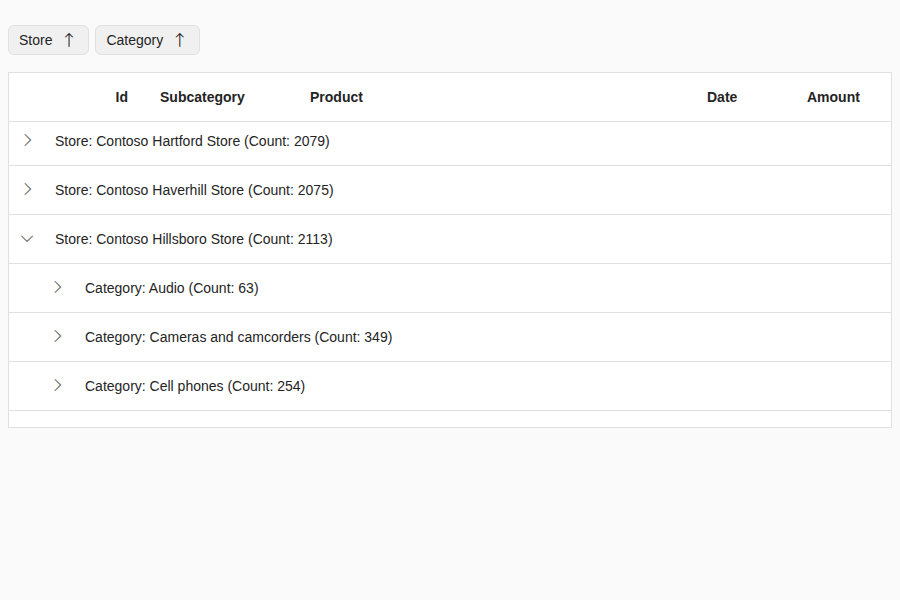 Store Category
Id Subcategory Product Date Amount
Store: Contoso Hartford Store (Count: 2079)
Store: Contoso Haverhill Store (Count: 2075)
Store: Contoso Hillsboro Store (Count: 2113)
Category: Audio (Count: 63)
Category: Cameras and camcorders (Count: 349)
Category: Cell phones (Count: 254)